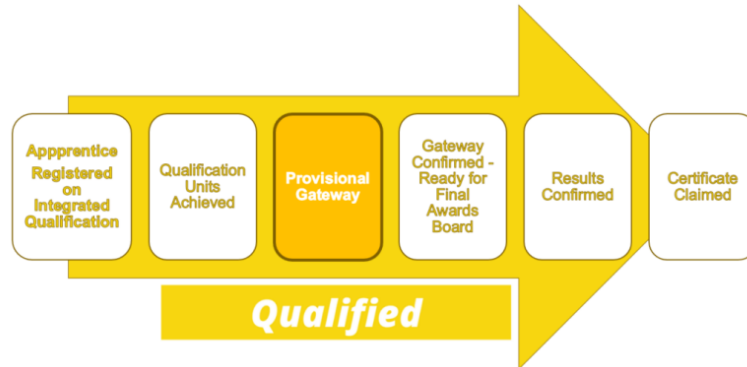 Appprentice
Registered
on
Integrated
Qualification
Qualification
Units
Achieved
Provisional
Gateway
Gateway
Confirmed -
Ready for
Final
Awards
Board
Results
Confirmed
Certificate
Claimed
Qualified